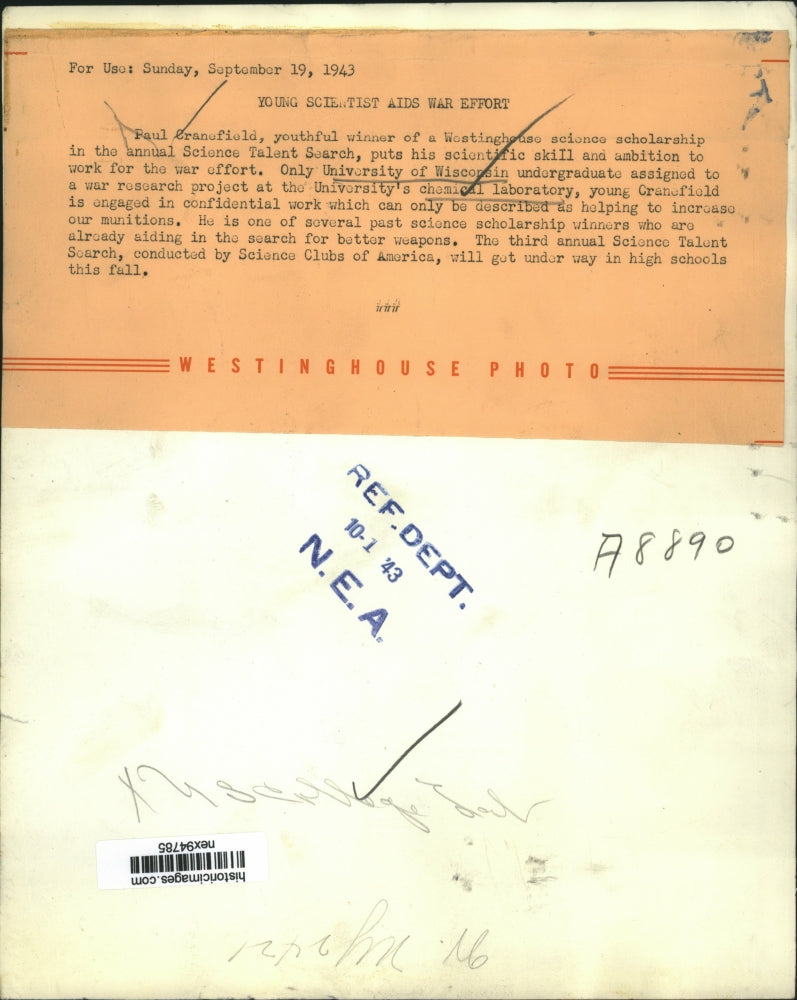 For Use: Sunday, September 19, 1943
YOUNG SCIENTIST AIDS WAR EFFORT
Paul Cranefield, youthful winner of a Westinghouse science scholarship
in the annual Science Talent Search, puts his scientific skill and ambition to
work for the war effort. Only University of Wisconsin undergraduate assigned to
a war research project at the University's chemical laboratory, young Cranefield
is engaged in confidential work which can only be described as helping to increase
our munitions. He is one of several past science scholarship winners who are
already aiding in the search for better weapons. The third annual Science Talent
Search, conducted by Science Clubs of America, will get under way in high schools
this fall.
###
WESTINGHOUSE PHOTO
REF. DEPT.
10-1 '43
N.E.A.
A8890
College
nex94785
historicimages.com